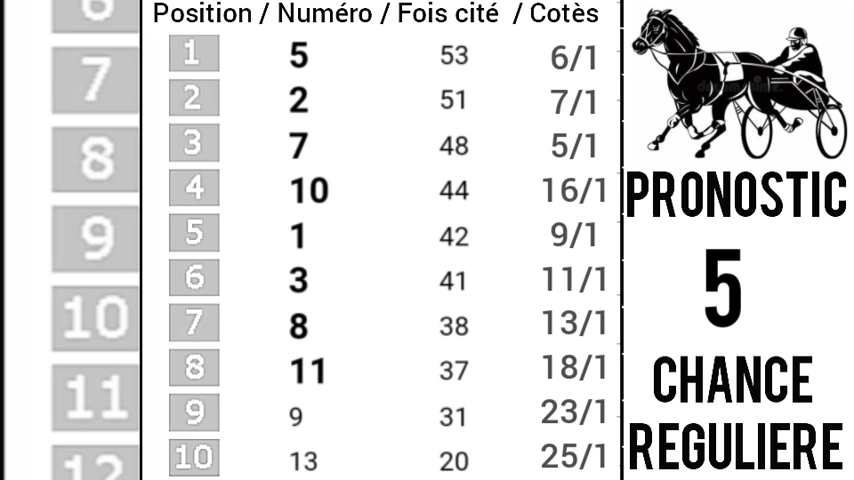 6
7
8
9
10
11
12
Position / Numéro / Fois cité / Cotès
1 5 53 6/1
2 2 51 7/1
3 7 48 5/1
4 10 44 16/1
5 1 42 9/1
6 3 41 11/1
7 8 38 13/1
8 11 37 18/1
9 9 31 23/1
10 13 20 25/1
PRONOSTIC
5
CHANCE
REGULIERE